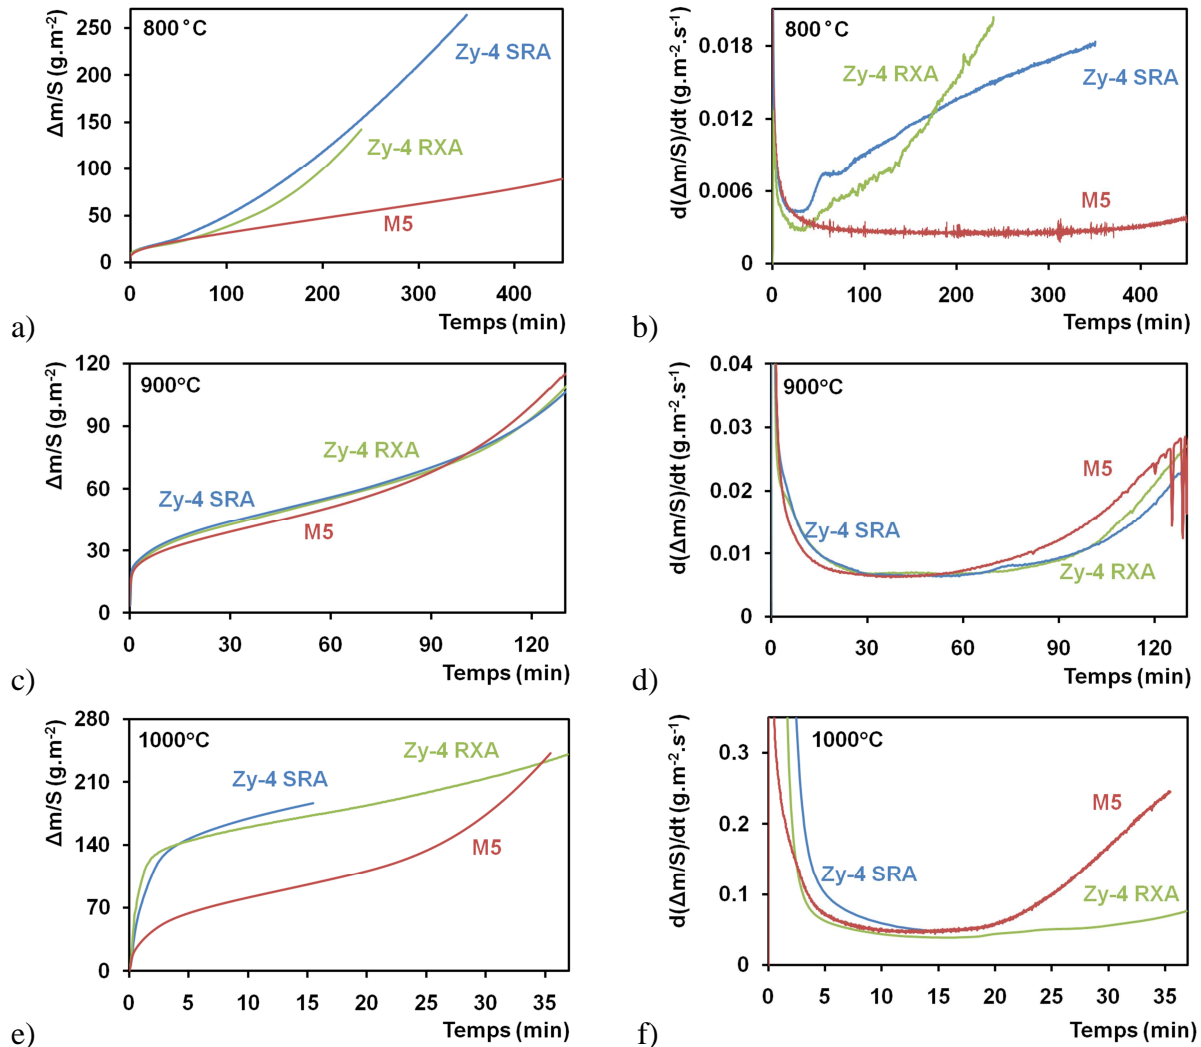 800°C
Δm/S (g.m-2)
250
200
150
100
50
0
Zy-4 SRA
Zy-4 RXA
M5
0 100 200 300 400
Temps (min)
a)
800°C
d(Δm/S)/dt (g.m-2.s-1)
0.018
0.012
0.006
0
Zy-4 RXA
Zy-4 SRA
M5
0 100 200 300 400
Temps (min)
b)
900°C
Δm/S (g.m-2)
120
90
60
30
0
Zy-4 RXA
Zy-4 SRA
M5
0 30 60 90 120
Temps (min)
c)
900°C
d(Δm/S)/dt (g.m-2.s-1)
0.04
0.03
0.02
0.01
0
M5
Zy-4 SRA
Zy-4 RXA
0 30 60 90 120
Temps (min)
d)
1000°C
Δm/S (g.m-2)
280
210
140
70
0
Zy-4 RXA
Zy-4 SRA
M5
0 5 10 15 20 25 30 35
Temps (min)
e)
1000°C
d(Δm/S)/dt (g.m-2.s-1)
0.3
0.2
0.1
0
M5
Zy-4 SRA
Zy-4 RXA
0 5 10 15 20 25 30 35
Temps (min)
f)